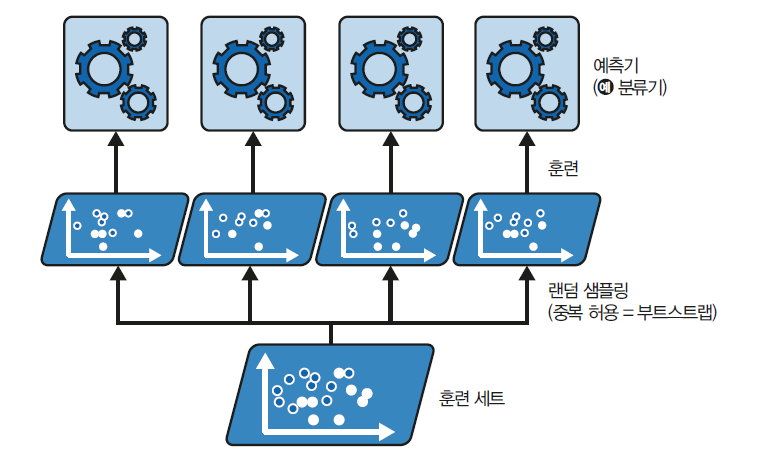 예측기
(예 분류기)
훈련
랜덤 샘플링
(중복 허용 = 부트스트랩)
훈련 세트